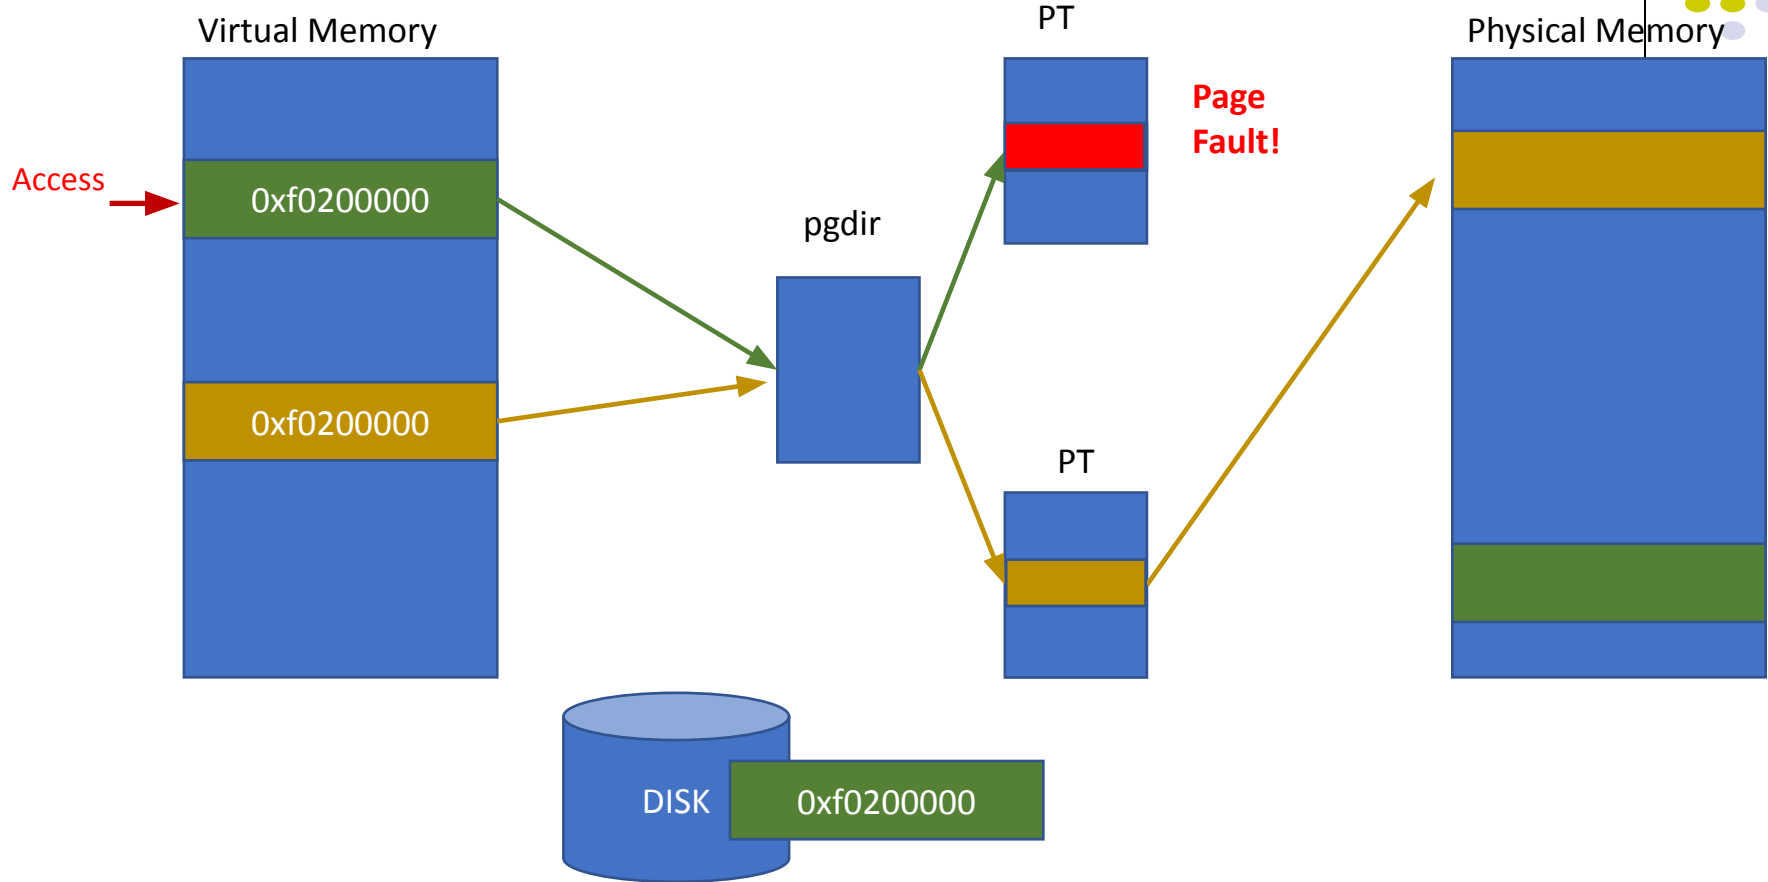 Virtual Memory
PT
Physical Memory
Page
Fault!
Access
0xf0200000
pgdir
0xf0200000
PT
DISK
0xf0200000